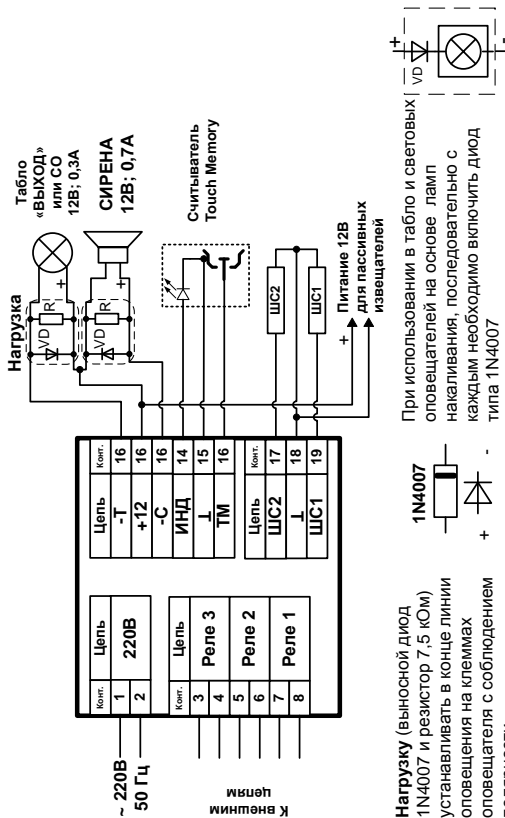 Табло
«ВЫХОД»
или СО
12В; 0,3А
СИРЕНА
12В; 0,7А
Нагрузка
VD R
+
VD R
+
Считыватель
Touch Memory
ШС2
ШС1
+ Питание 12В
для пассивных
извещателей
~ 220В
50 Гц
Конт. Цепь
1 220В
2
Конт. Цепь
3 Реле 3
4
5 Реле 2
6
7 Реле 1
8
К внешним
цепям
Цепь Конт.
-Т 16
+12 16
-С 16
ИНД 14
⊥ 15
ТМ 16
Цепь Конт.
ШС2 17
⊥ 18
ШС1 19
Нагрузку (выносной диод
1N4007 и резистор 7,5 кОм)
устанавливать в конце линии
оповещения на клеммах
оповещателя с соблюдением
1N4007
+ -
При использовании в табло и световых
оповещателей на основе ламп
накаливания, последовательно с
каждым необходимо включить диод
типа 1N4007
+
VD
-